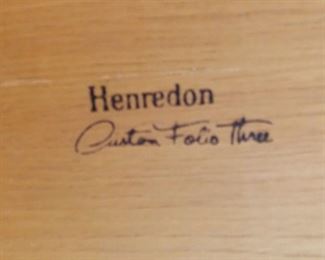 Henredon
Custom Folio Three